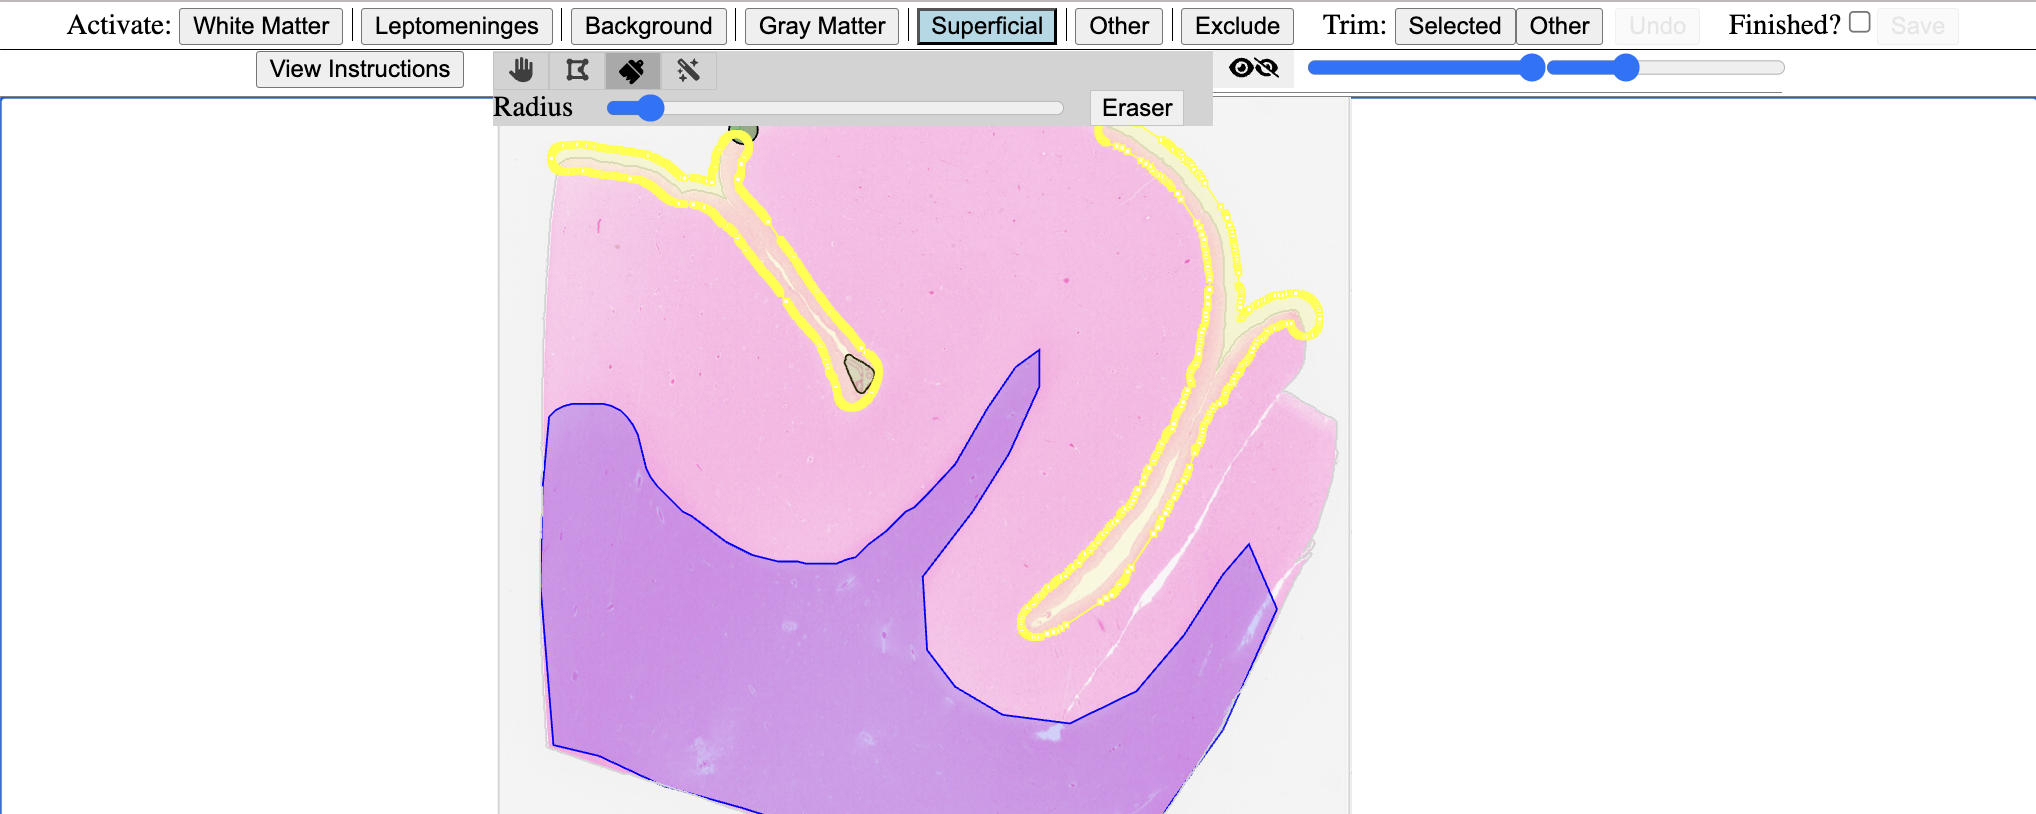 Activate: White Matter Leptomeninges Background Gray Matter Superficial Other Exclude Trim: Selected Other Undo Finished? Save
View Instructions
Radius Eraser